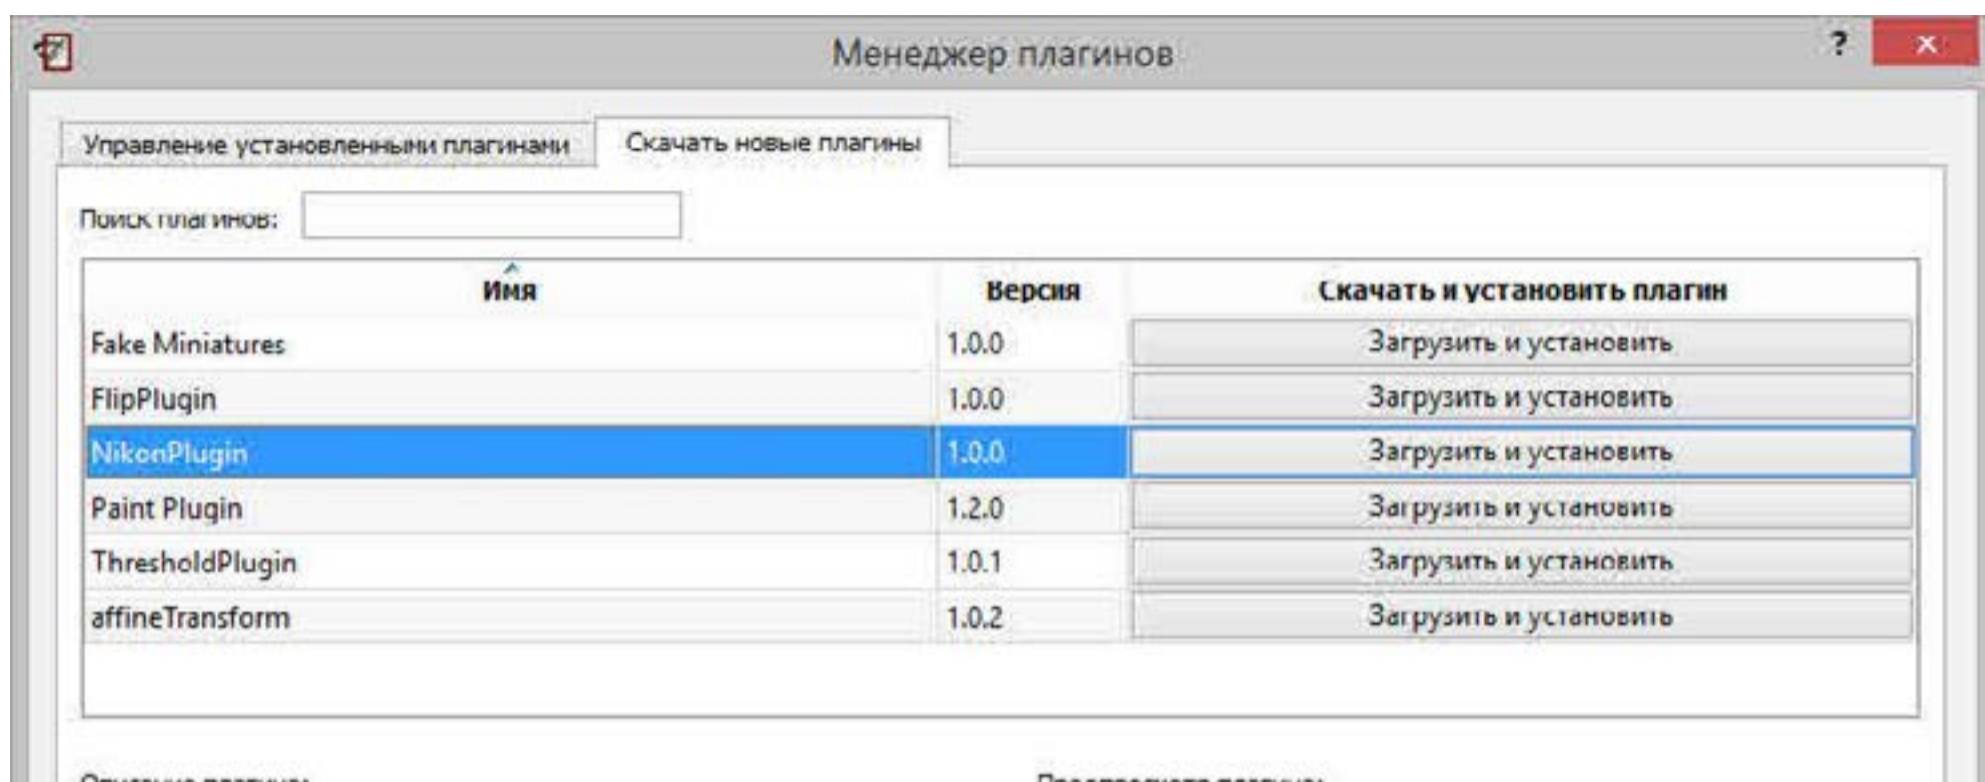 Менеджер плагинов
?
Управление установленными плагинами Скачать новые плагины
Поиск плагинов:
Имя Версия Скачать и установить плагин
Fake Miniatures 1.0.0 Загрузить и установить
FlipPlugin 1.0.0 Загрузить и установить
NikonPlugin 1.0.0 Загрузить и установить
Paint Plugin 1.2.0 Загрузить и установить
ThresholdPlugin 1.0.1 Загрузить и установить
affineTransform 1.0.2 Загрузить и установить